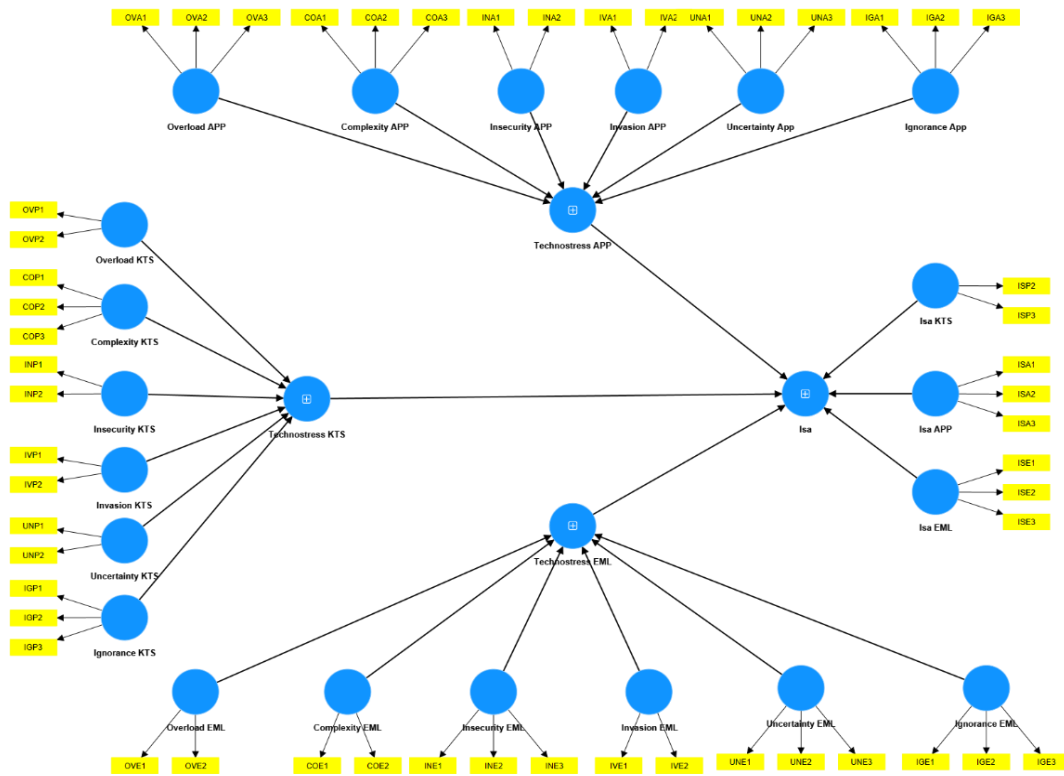 OVA1 OVA2 OVA3 COA1 COA2 COA3 INA1 INA2 IVA1 IVA2 UNA1 UNA2 UNA3 IGA1 IGA2 IGA3
Overload APP Complexity APP Insecurity APP Invasion APP Uncertainty App Ignorance App
Technostress APP
OVP1
OVP2
Overload KTS
COP1
COP2
COP3
Complexity KTS
INP1
INP2
Insecurity KTS
IVP1
IVP2
Invasion KTS
UNP1
UNP2
Uncertainty KTS
IGP1
IGP2
IGP3
Ignorance KTS
Technostress KTS
Isa
ISP2
ISP3
Isa KTS
ISA1
ISA2
ISA3
Isa APP
ISE1
ISE2
ISE3
Isa EML
Technostress EML
Overload EML Complexity EML Insecurity EML Invasion EML Uncertainty EML Ignorance EML
OVE1 OVE2 COE1 COE2 INE1 INE2 INE3 IVE1 IVE2 UNE1 UNE2 UNE3 IGE1 IGE2 IGE3